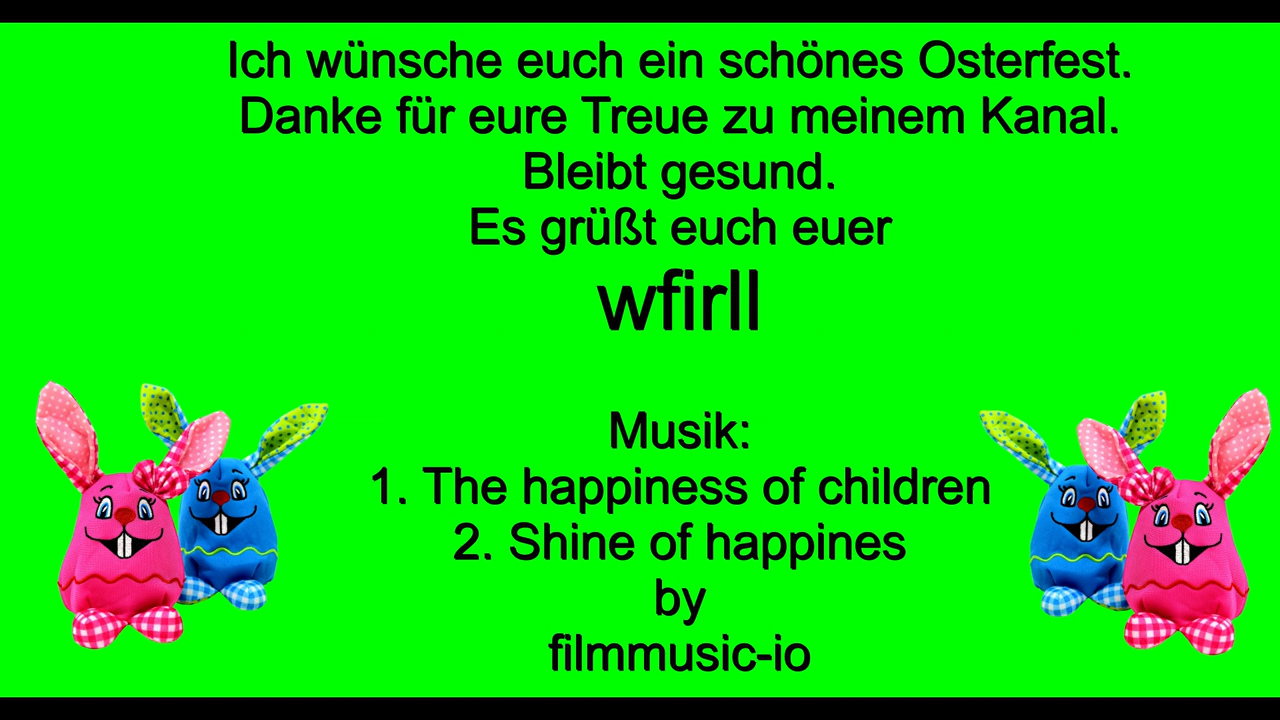 Ich wünsche euch ein schönes Osterfest.
Danke für eure Treue zu meinem Kanal.
Bleibt gesund.
Es grüßt euch euer
wfirll
Musik:
1. The happiness of children
2. Shine of happines
by
filmmusic-io